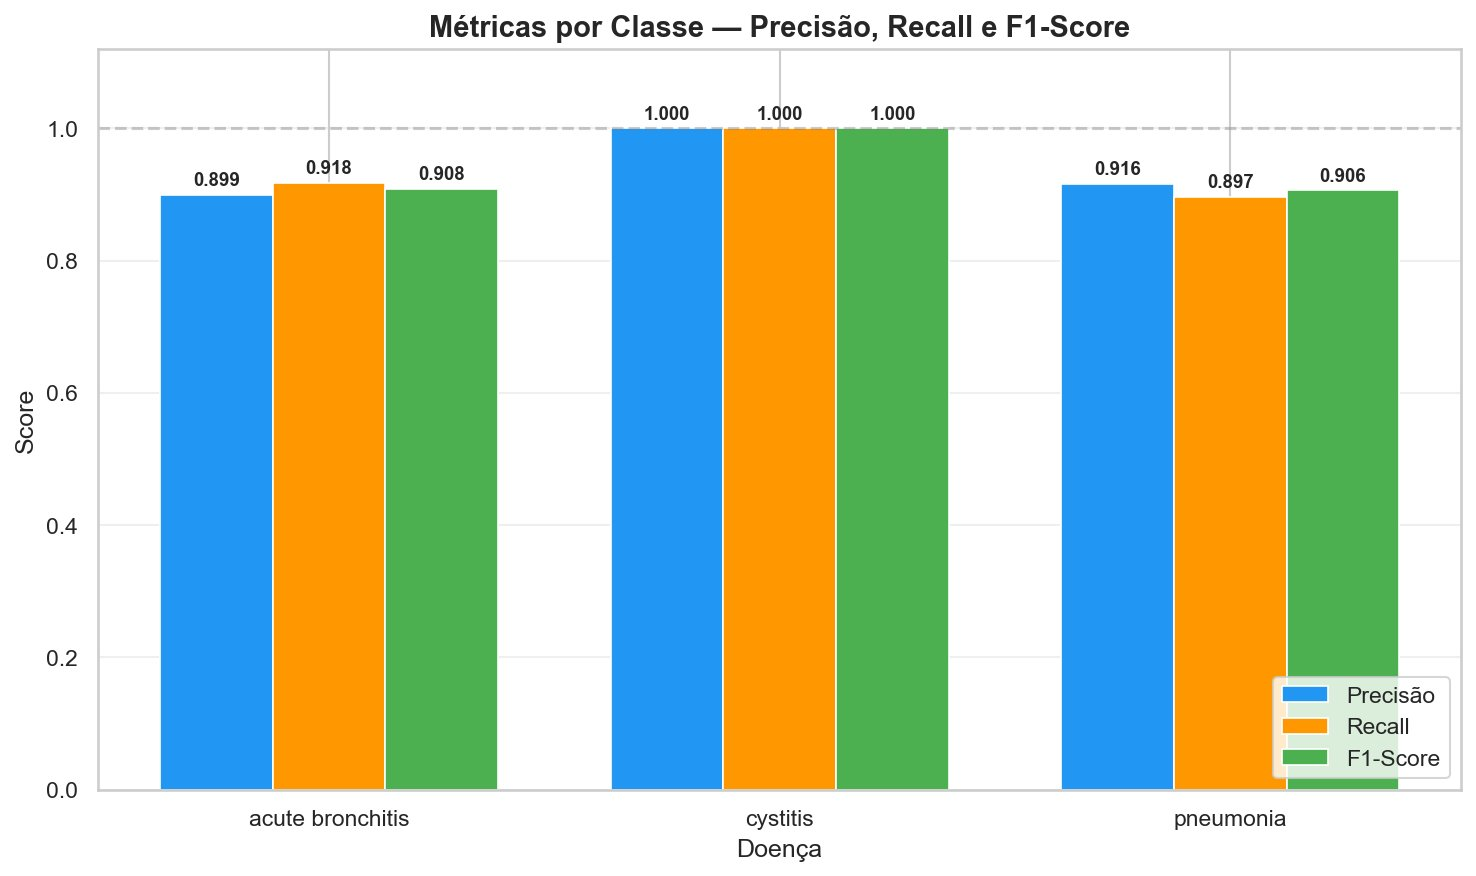 Métricas por Classe — Precisão, Recall e F1-Score
1.000 1.000 1.000
0.899 0.918 0.908
0.916 0.897 0.906
1.0
0.8
0.6
0.4
0.2
0.0
Score
Precisão
Recall
F1-Score
acute bronchitis cystitis pneumonia
Doença